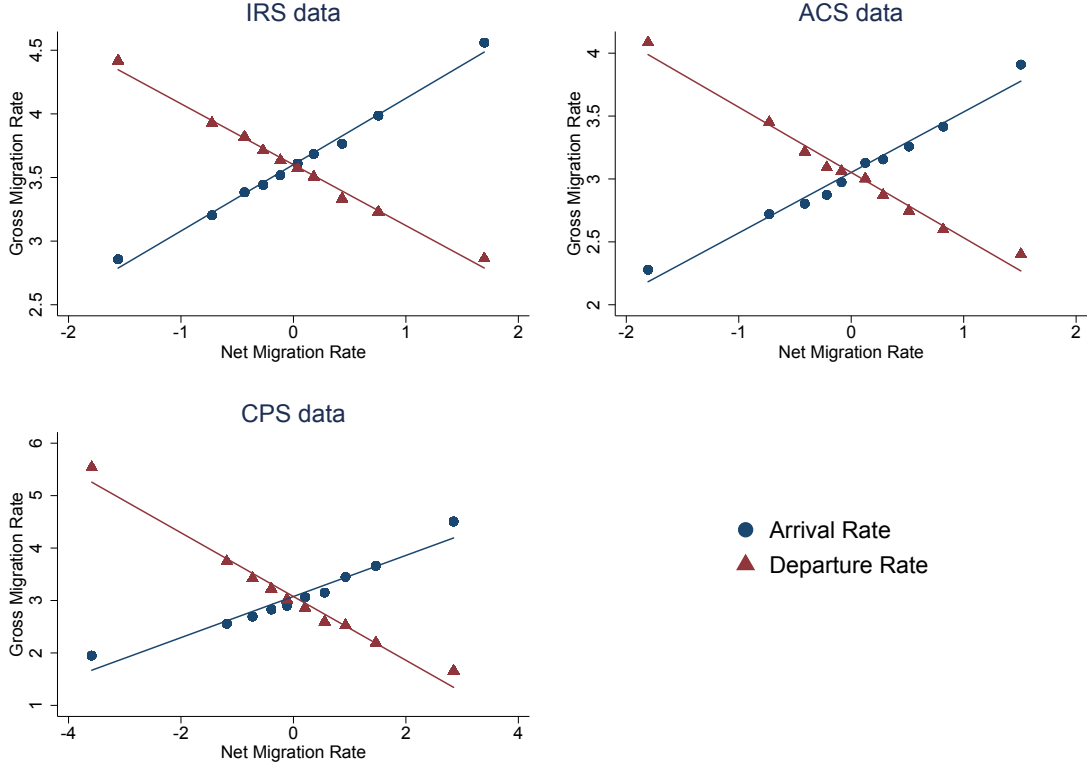 IRS data
Gross Migration Rate
4.5
4
3.5
3
2.5
-2
-1
0
1
2
Net Migration Rate
ACS data
Gross Migration Rate
4
3.5
3
2.5
2
-2
-1
0
1
2
Net Migration Rate
CPS data
Gross Migration Rate
6
5
4
3
2
1
-4
-2
0
2
4
Net Migration Rate
Arrival Rate
Departure Rate